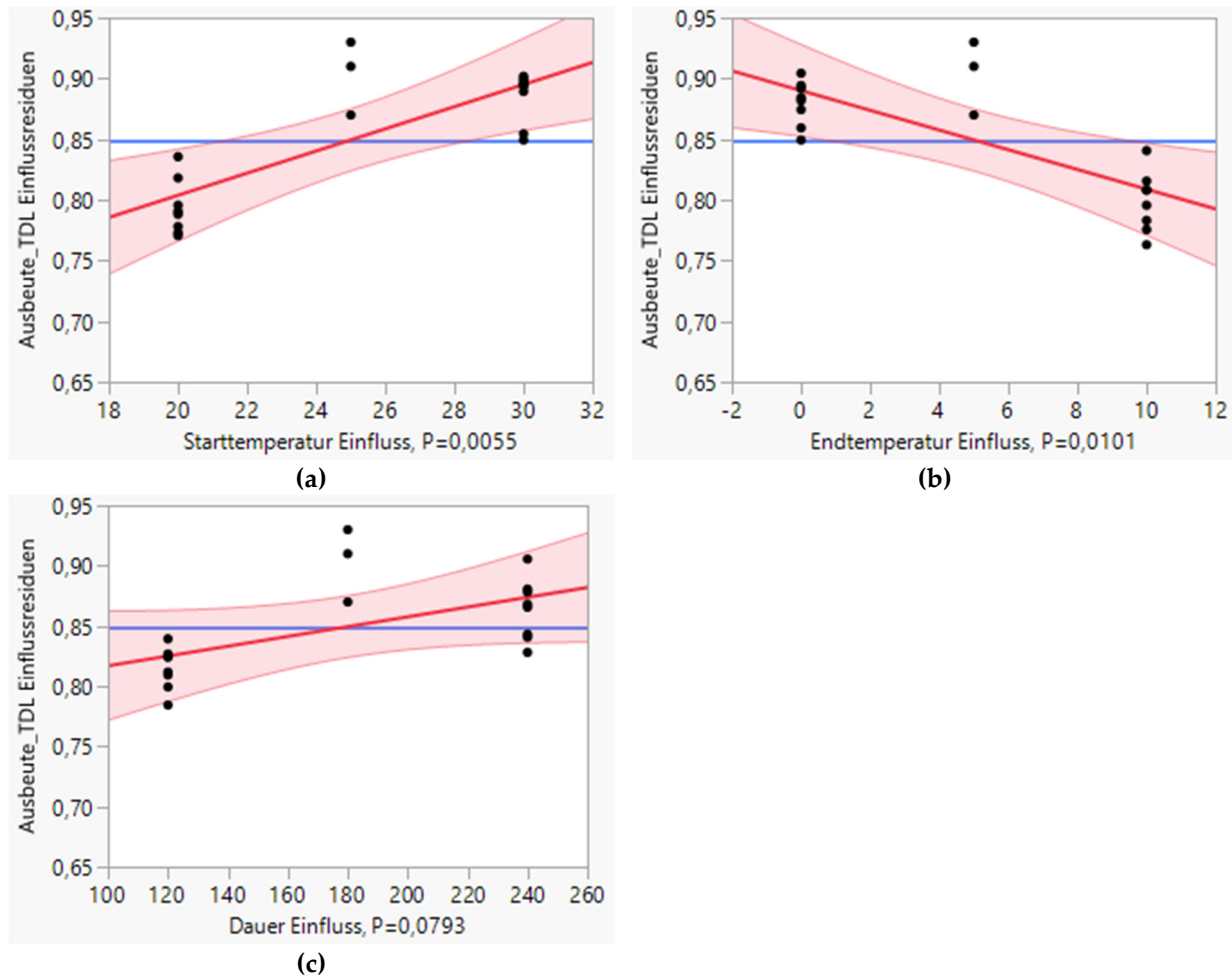 0,95
0,90
0,85
0,80
0,75
0,70
0,65
Ausbeute_TDL Einflussresiduen
18 20 22 24 26 28 30 32
Starttemperatur Einfluss, P=0,0055
(a)
0,95
0,90
0,85
0,80
0,75
0,70
0,65
Ausbeute_TDL Einflussresiduen
-2 0 2 4 6 8 10 12
Endtemperatur Einfluss, P=0,0101
(b)
0,95
0,90
0,85
0,80
0,75
0,70
0,65
Ausbeute_TDL Einflussresiduen
100 120 140 160 180 200 220 240 260
Dauer Einfluss, P=0,0793
(c)